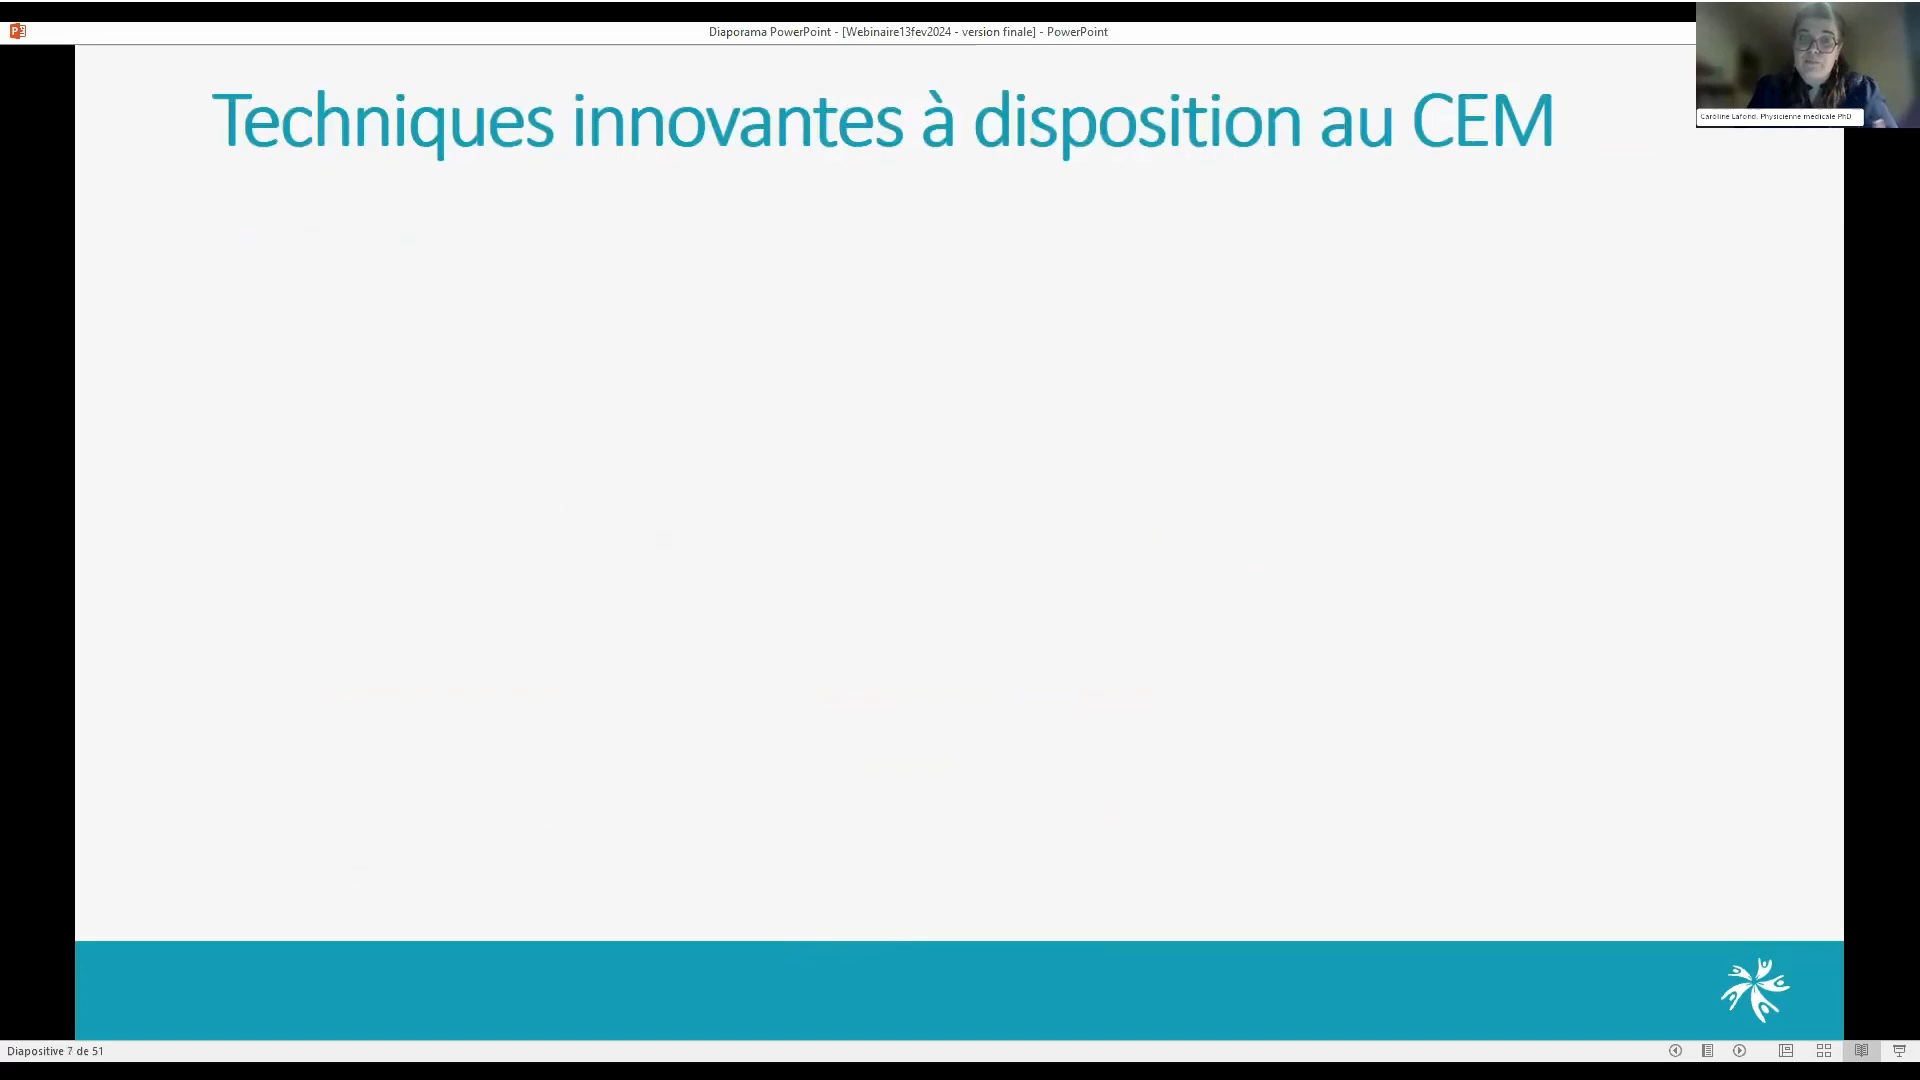 Diaporama PowerPoint - [Webinaire13fev2024 - version finale] - PowerPoint
Caroline Lafond, Physicienne médicale PhD
Techniques innovantes à disposition au CEM
Diapositive 7 de 51